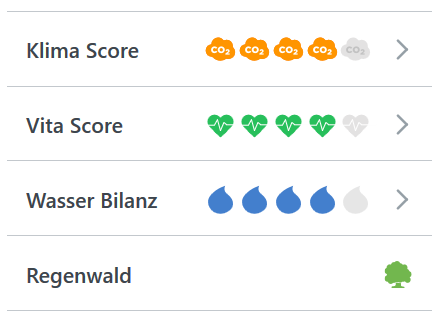 Klima Score CO2 CO2 CO2 CO2 CO2
Vita Score
Wasser Bilanz
Regenwald